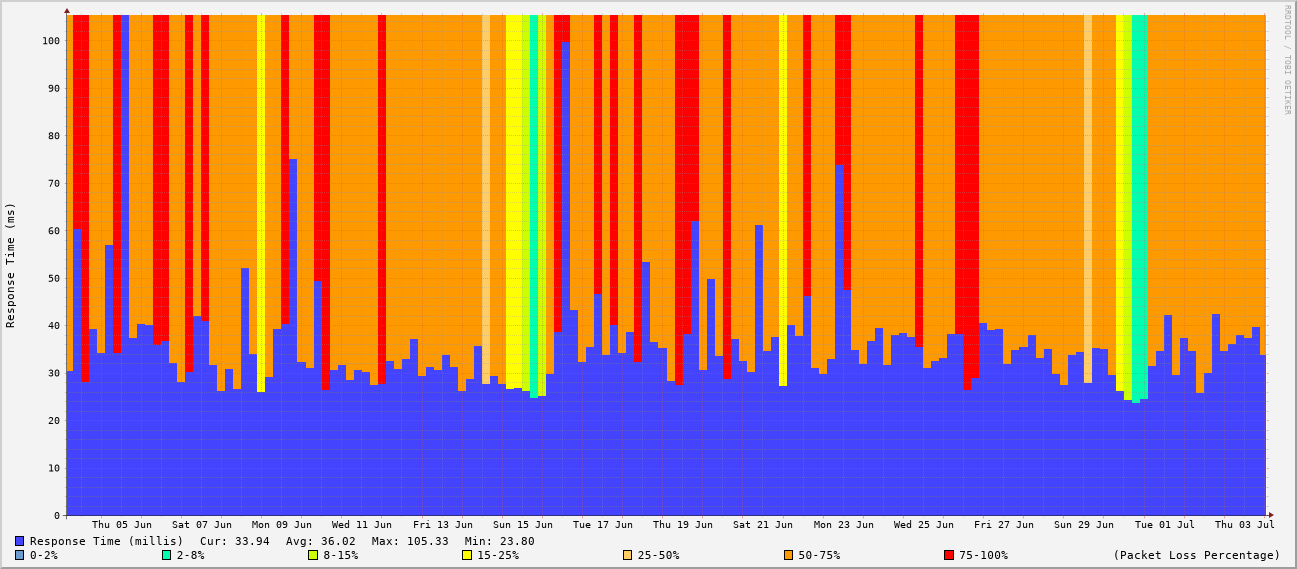 RRDTOOL / TOBI OETIKER
Response Time (ms)
100
90
80
70
60
50
40
30
20
10
0
Thu 05 Jun Sat 07 Jun Mon 09 Jun Wed 11 Jun Fri 13 Jun Sun 15 Jun Tue 17 Jun Thu 19 Jun Sat 21 Jun Mon 23 Jun Wed 25 Jun Fri 27 Jun Sun 29 Jun Tue 01 Jul Thu 03 Jul
Response Time (millis) Cur: 33.94 Avg: 36.02 Max: 105.33 Min: 23.80
0-2% 2-8% 8-15% 15-25% 25-50% 50-75% 75-100% (Packet Loss Percentage)